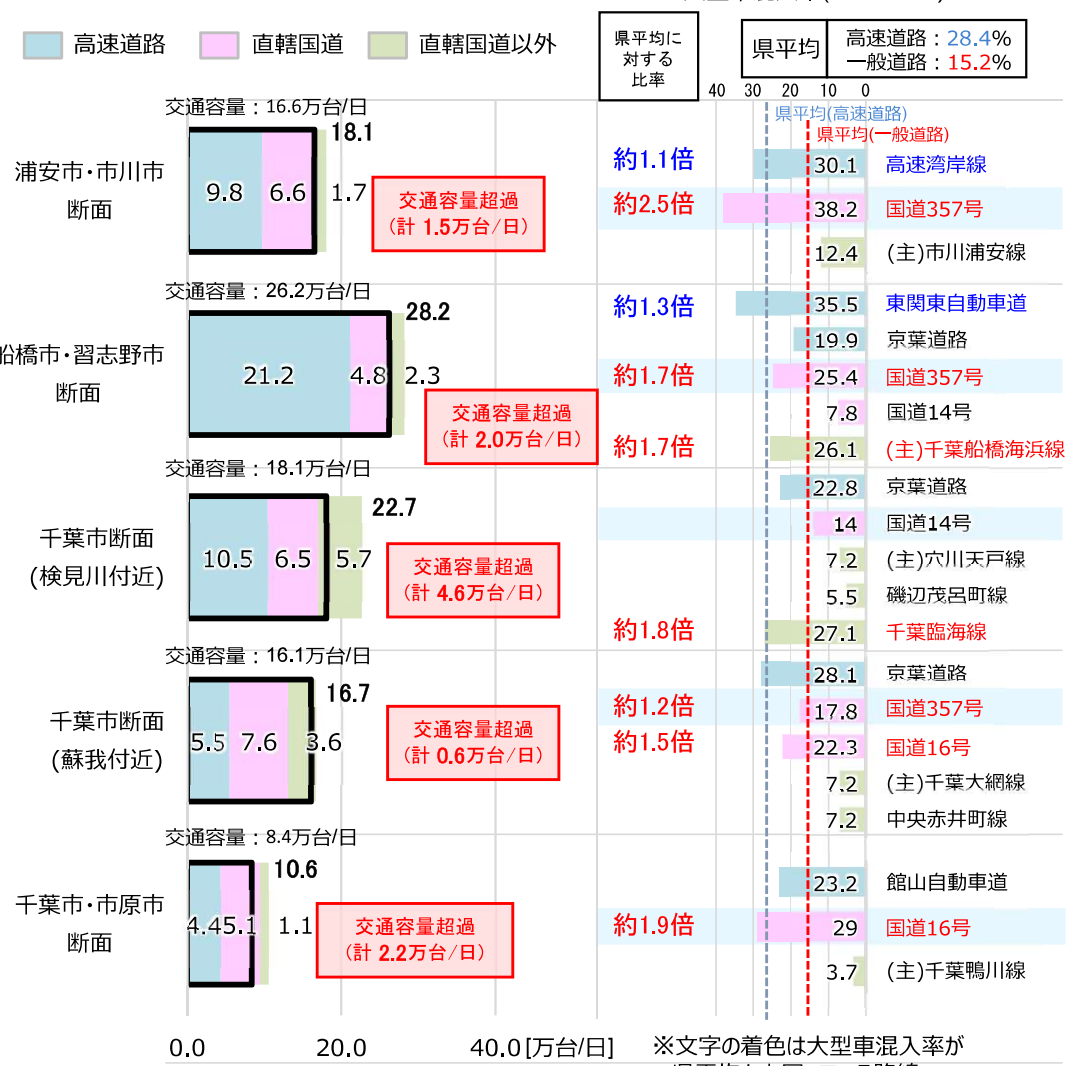 高速道路 直轄国道 直轄国道以外
県平均に
対する
比率
県平均
高速道路：28.4%
一般道路：15.2%
40 30 20 10 0
県平均(高速道路)
県平均(一般道路)
交通容量：16.6万台/日
浦安市・市川市
断面
9.8 6.6 1.7
18.1
交通容量超過
(計 1.5万台/日)
約1.1倍 30.1 高速湾岸線
約2.5倍 38.2 国道357号
12.4 (主)市川浦安線
交通容量：26.2万台/日
船橋市・習志野市
断面
21.2 4.8 2.3
28.2
交通容量超過
(計 2.0万台/日)
約1.3倍 35.5 東関東自動車道
19.9 京葉道路
約1.7倍 25.4 国道357号
7.8 国道14号
約1.7倍 26.1 (主)千葉船橋海浜線
交通容量：18.1万台/日
千葉市断面
(検見川付近)
10.5 6.5 5.7
22.7
交通容量超過
(計 4.6万台/日)
22.8 京葉道路
14 国道14号
7.2 (主)穴川天戸線
5.5 磯辺茂呂町線
約1.8倍 27.1 千葉臨海線
交通容量：16.1万台/日
千葉市断面
(蘇我付近)
5.5 7.6 3.6
16.7
交通容量超過
(計 0.6万台/日)
28.1 京葉道路
約1.2倍 17.8 国道357号
約1.5倍 22.3 国道16号
7.2 (主)千葉大網線
7.2 中央赤井町線
交通容量：8.4万台/日
千葉市・市原市
断面
4.4 5.1 1.1
10.6
交通容量超過
(計 2.2万台/日)
23.2 館山自動車道
約1.9倍 29 国道16号
3.7 (主)千葉鴨川線
0.0 20.0 40.0 [万台/日]
※文字の着色は大型車混入率が